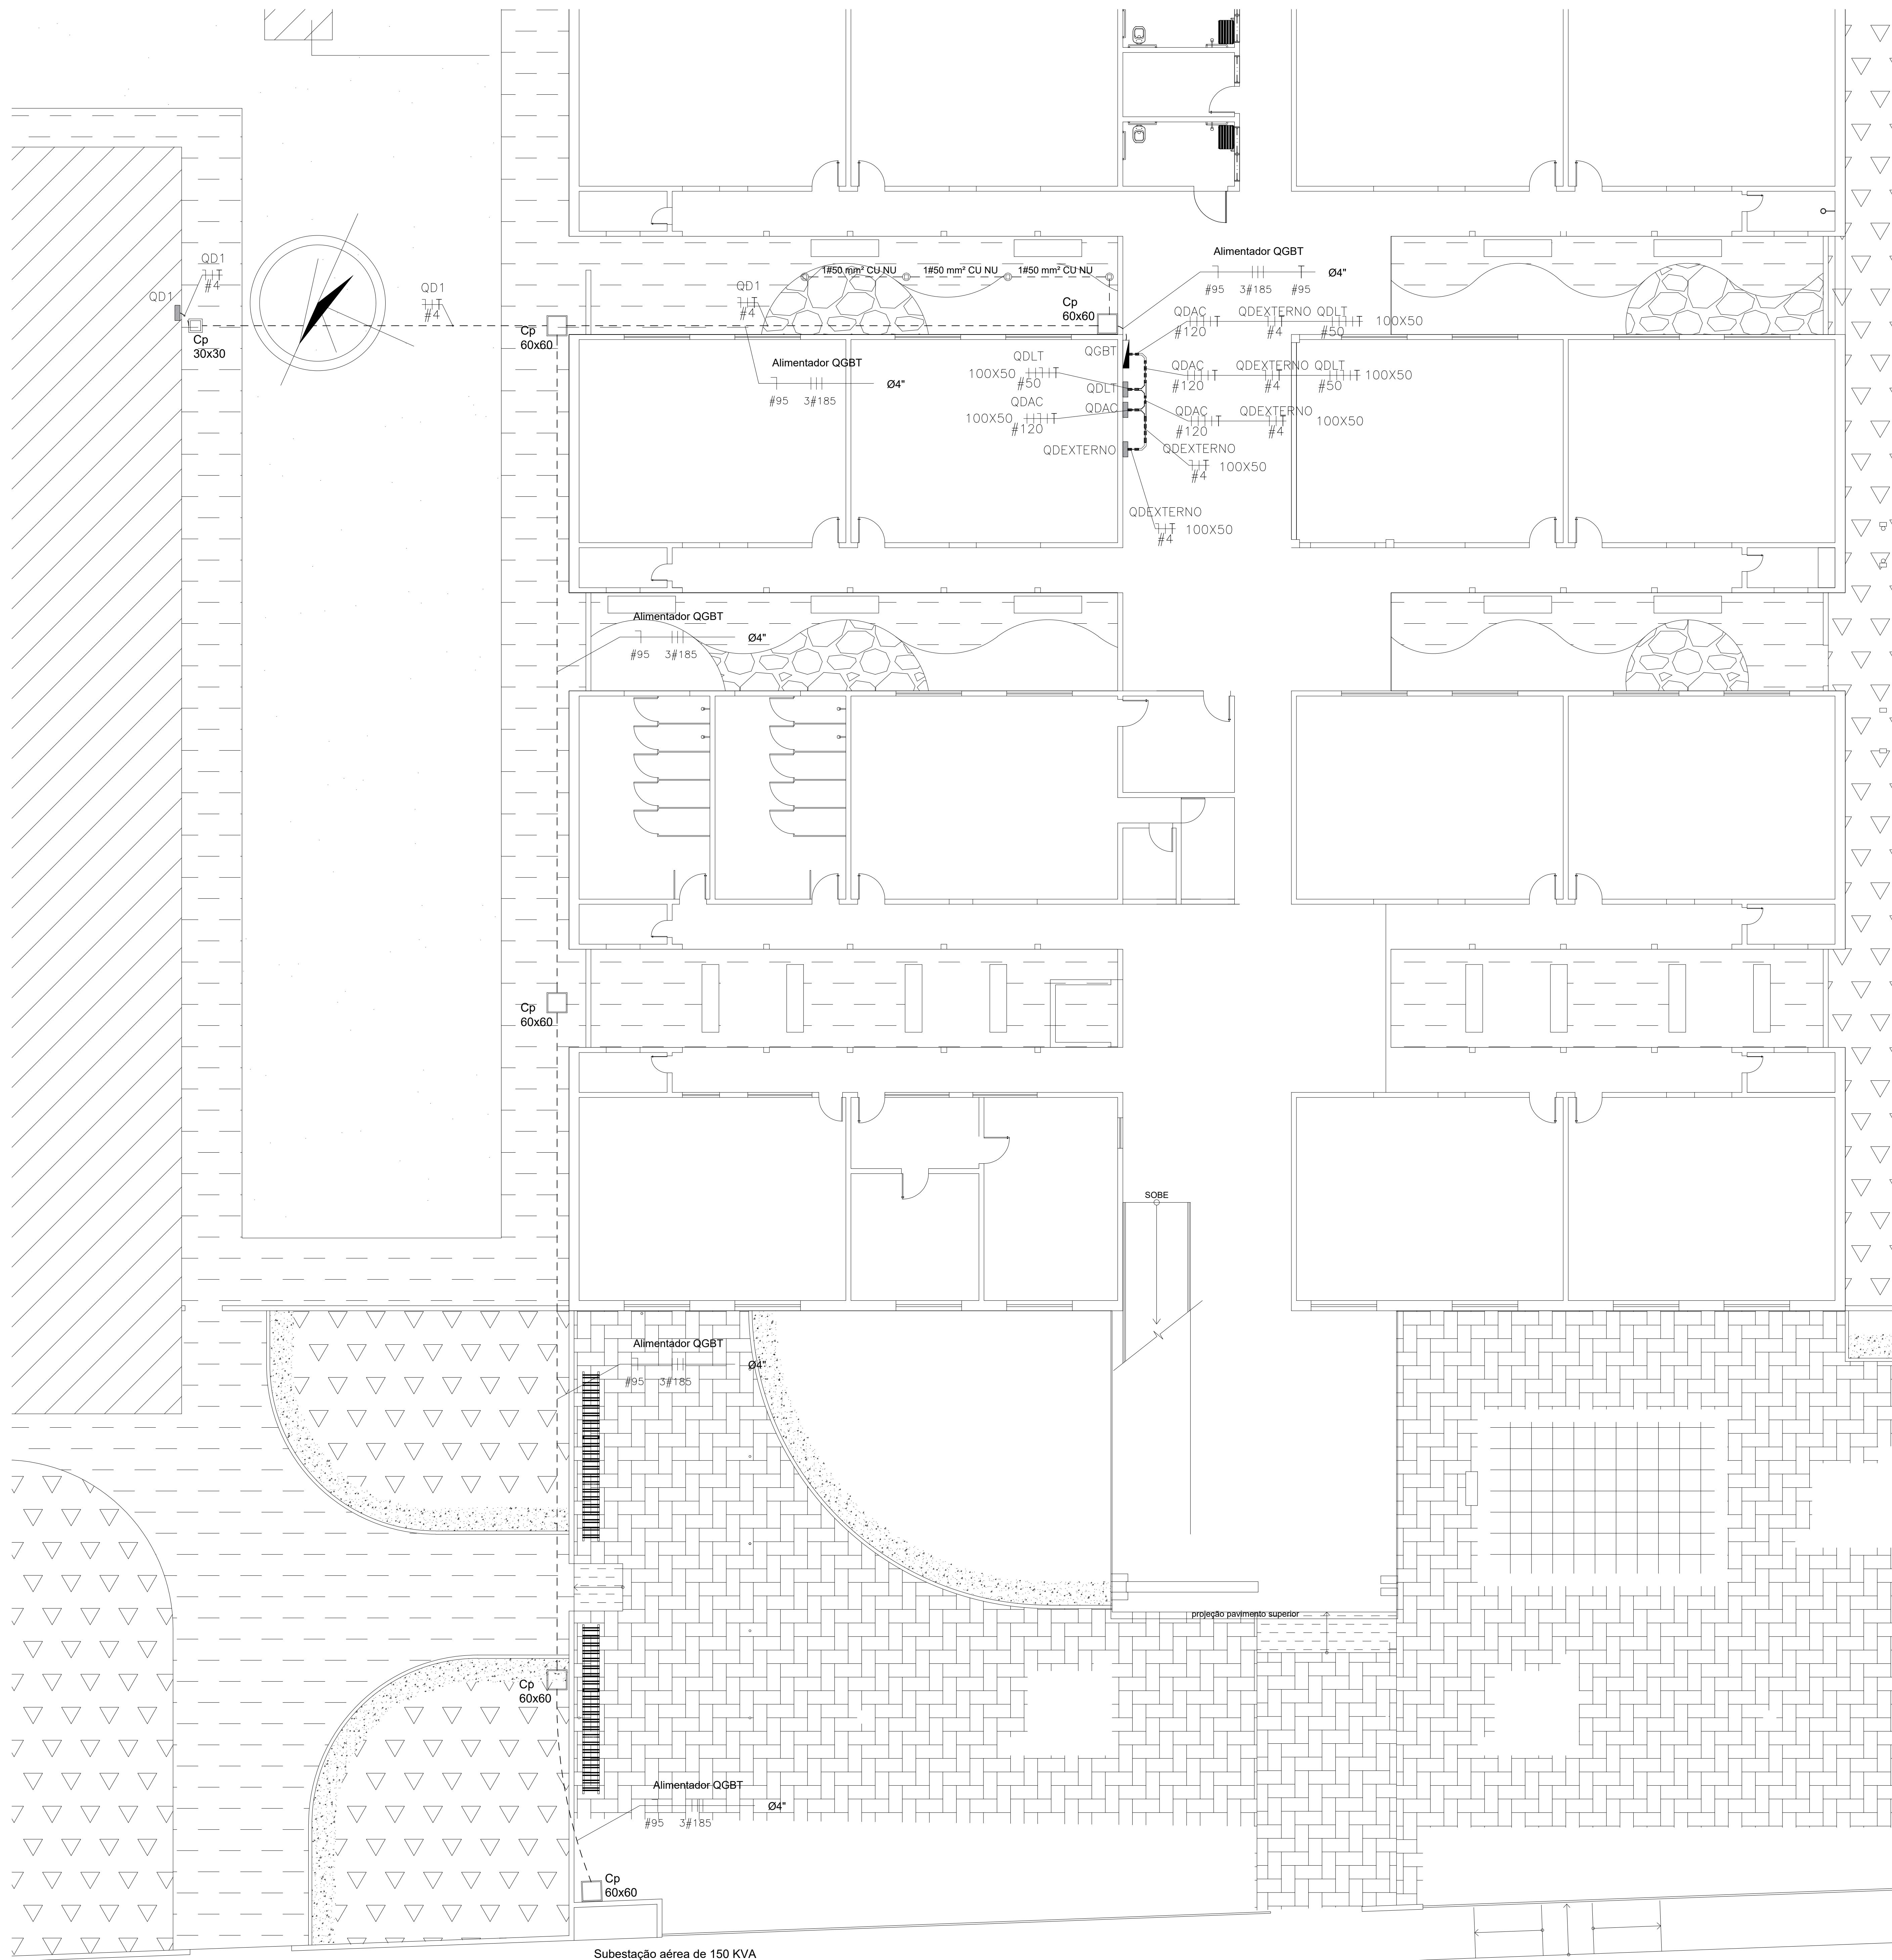 Alimentador QGBT
#95 3#185 #95 Ø4"
QD1
#4
QD1
Cp
30x30
QD1
#4
Cp
60x60
QD1
#4
1#50 mm² CU NU
1#50 mm² CU NU
1#50 mm² CU NU
Cp
60x60
QDAC QDEXTERNO QDLT
#120 #4 #50 100X50
Alimentador QGBT
#95 3#185 Ø4"
QGBT
QDLT
100X50
#50
QDLT
QDAC QDEXTERNO QDLT
#120 #4 #50 100X50
QDAC
100X50
#120
QDAC
QDAC QDEXTERNO
#120 #4 100X50
QDEXTERNO
QDEXTERNO
#4 100X50
QDEXTERNO
#4 100X50
Alimentador QGBT
#95 3#185 Ø4"
Cp
60x60
SOBE
Alimentador QGBT
#95 3#185 Ø4"
projeção pavimento superior
Cp
60x60
Alimentador QGBT
#95 3#185 Ø4"
Cp
60x60
Subestação aérea de 150 KVA